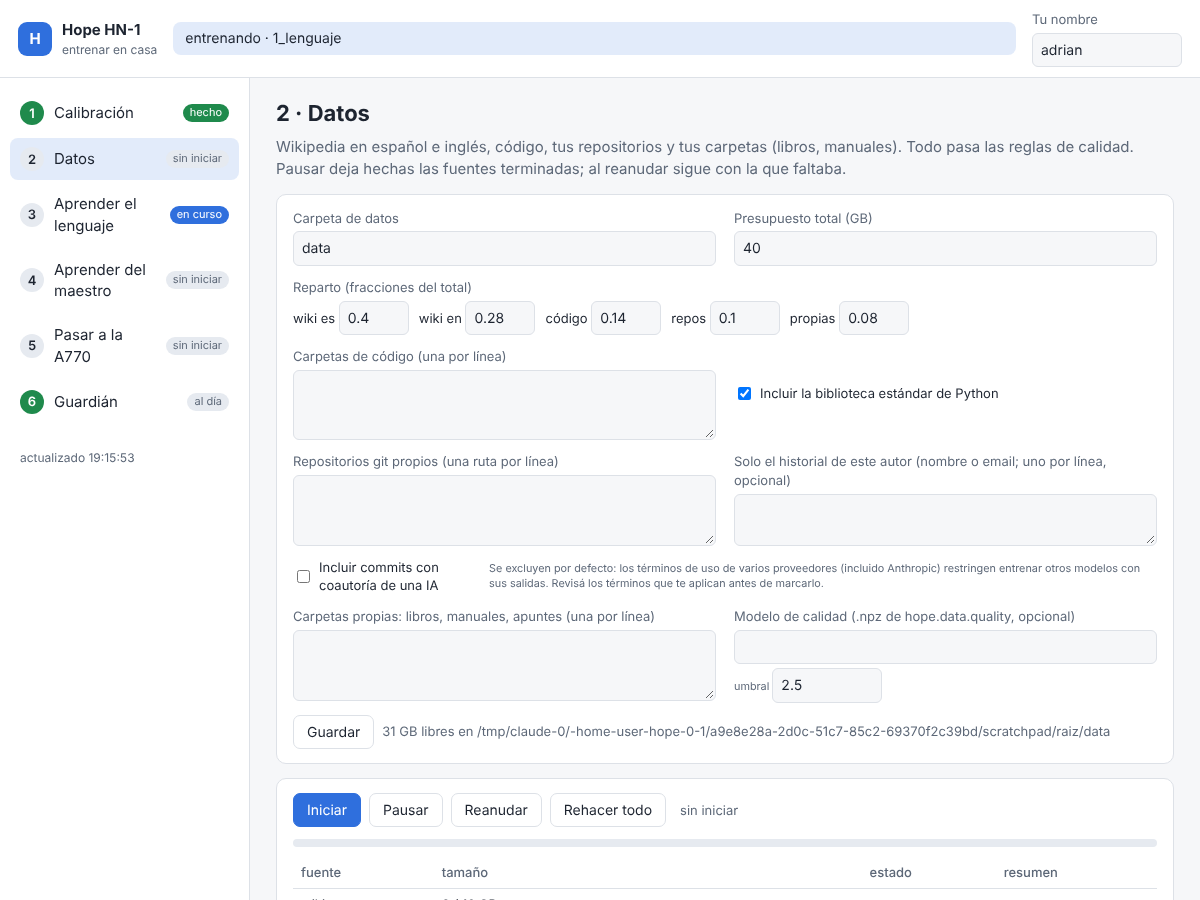 H
Hope HN-1
entrenar en casa
entrenando · 1_lenguaje
Tu nombre
adrian
1 Calibración hecho
2 Datos sin iniciar
3 Aprender el lenguaje en curso
4 Aprender del maestro sin iniciar
5 Pasar a la A770 sin iniciar
6 Guardián al día
actualizado 19:15:53
2 · Datos
Wikipedia en español e inglés, código, tus repositorios y tus carpetas (libros, manuales). Todo pasa las reglas de calidad.
Pausar deja hechas las fuentes terminadas; al reanudar sigue con la que faltaba.
Carpeta de datos
data
Presupuesto total (GB)
40
Reparto (fracciones del total)
wiki es 0.4 wiki en 0.28 código 0.14 repos 0.1 propias 0.08
Carpetas de código (una por línea)
Incluir la biblioteca estándar de Python
Repositorios git propios (una ruta por línea)
Solo el historial de este autor (nombre o email; uno por línea,
opcional)
Incluir commits con
coautoría de una IA
Se excluyen por defecto: los términos de uso de varios proveedores (incluido Anthropic) restringen entrenar otros modelos con
sus salidas. Revisá los términos que te aplican antes de marcarlo.
Carpetas propias: libros, manuales, apuntes (una por línea)
Modelo de calidad (.npz de hope.data.quality, opcional)
umbral 2.5
Guardar
31 GB libres en /tmp/claude-0/-home-user-hope-0-1/a9e8e28a-2d0c-51c7-85c2-69370f2c39bd/scratchpad/raiz/data
Iniciar Pausar Reanudar Rehacer todo sin iniciar
fuente tamaño estado resumen